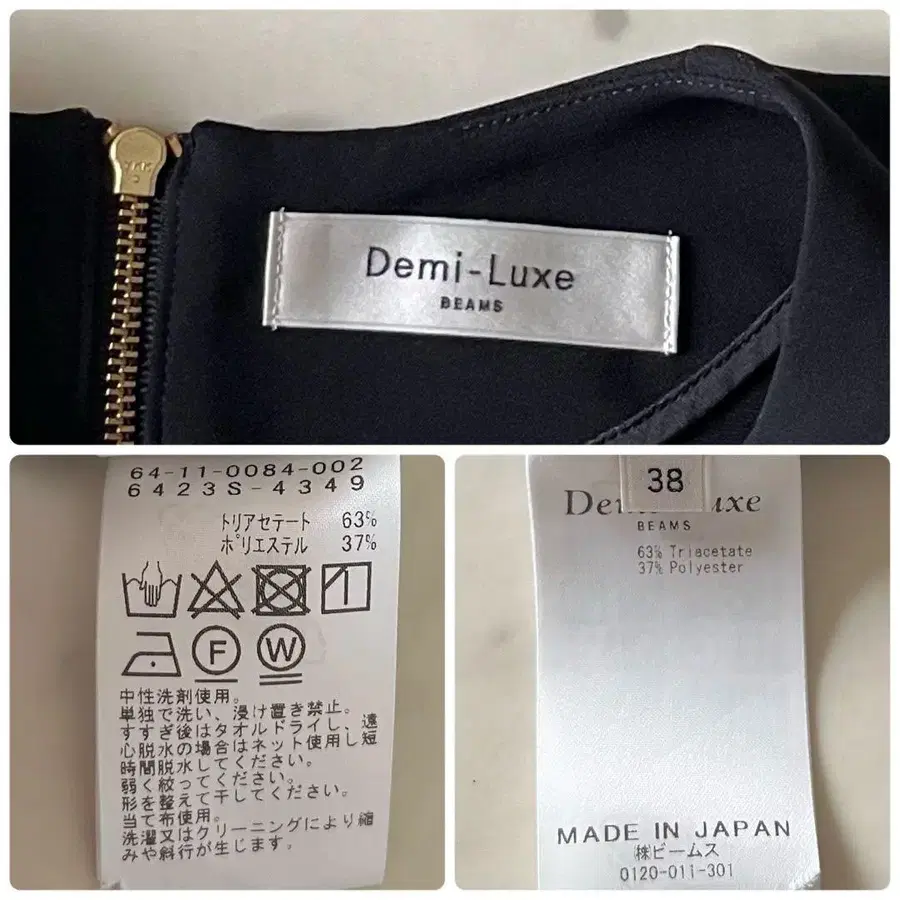 YKK
Demi-Luxe
BEAMS
64-11-0084-002
6423S-4349
トリアセテート 63%
ポリエステル 37%
F
W
中性洗剤使用。
単独で洗い、浸け置き禁止。
すすぎ後はタオルドライし、遠
心脱水の場合はネット使用し短
時間脱水してください。
弱く絞ってください。
形を整えて干してください。
当て布使用。
洗濯又はクリーニングにより縮
みや斜行が生じます。
38
BEAMS
63% Triacetate
37% Polyester
MADE IN JAPAN
㈱ビームス
0120-011-301